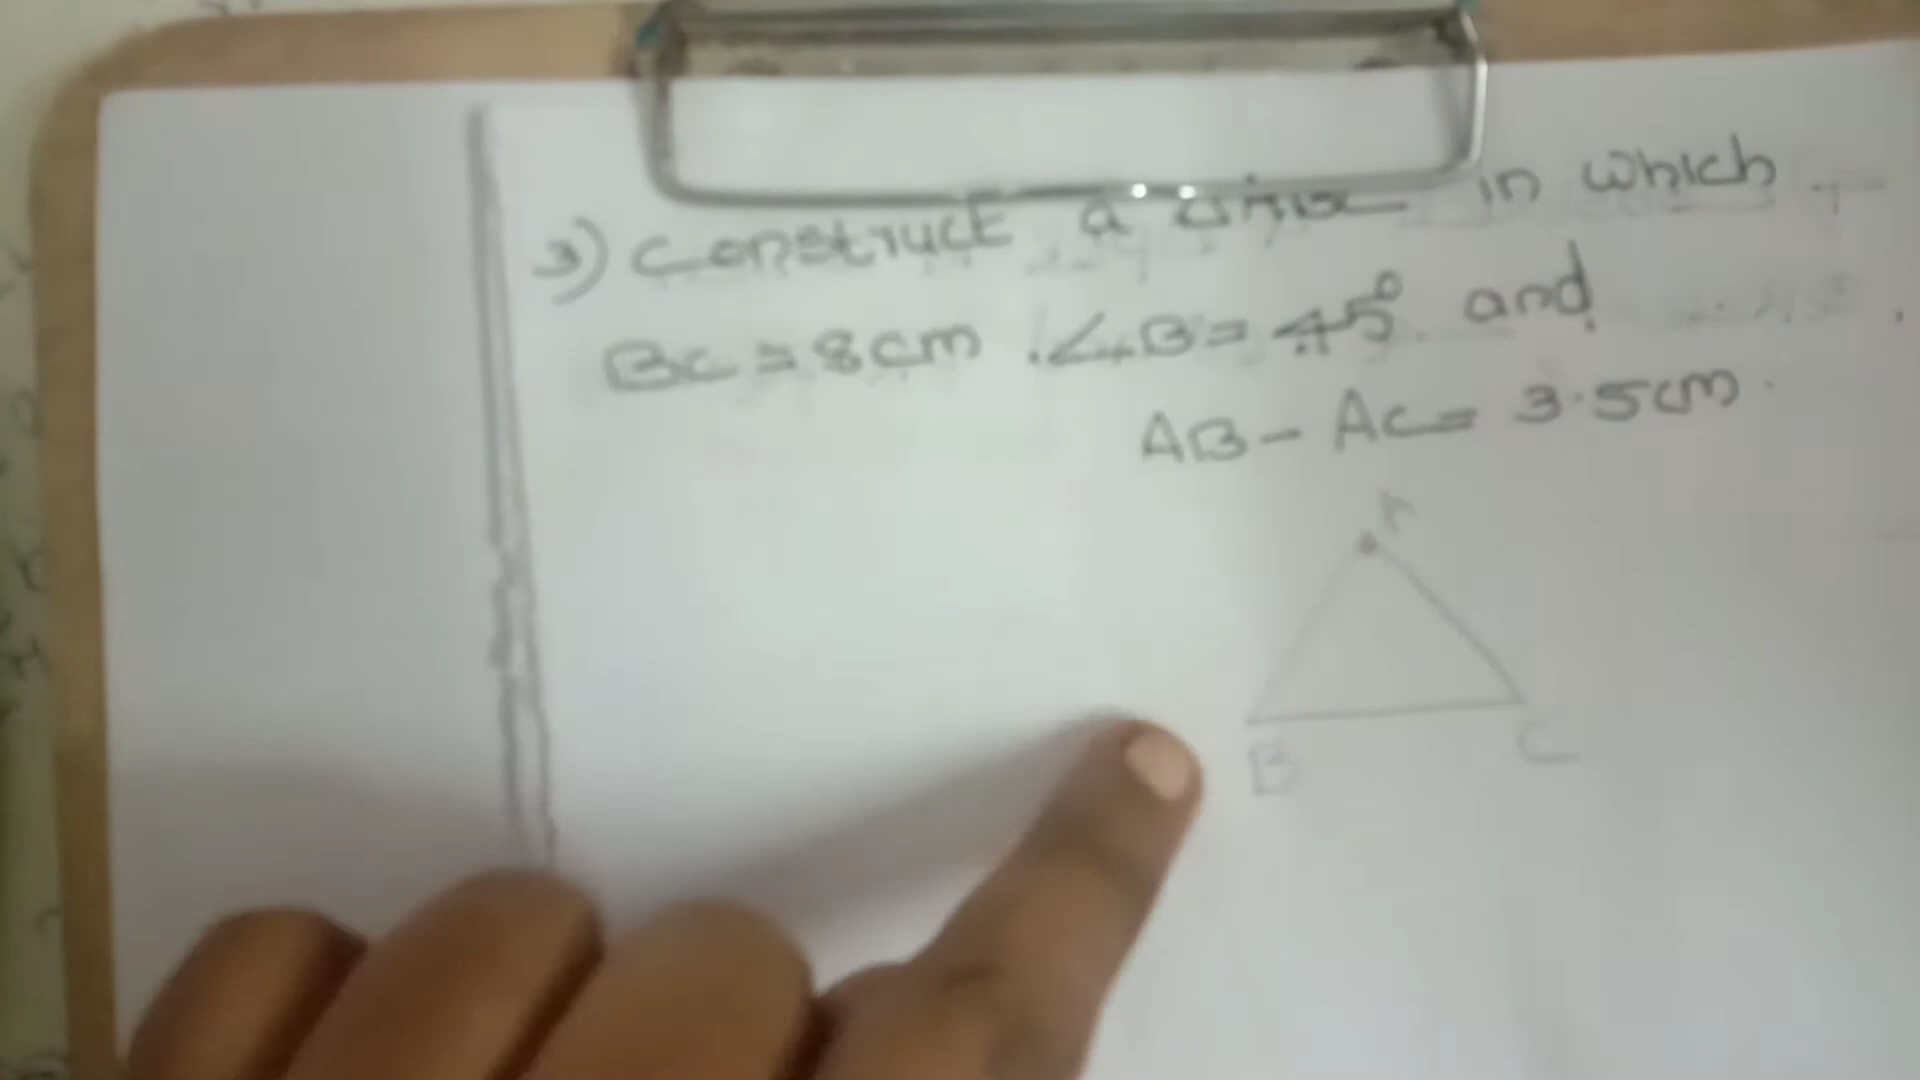 3) Construct a in which
BC = 8cm . ∠B = 45° and
AB - AC = 3.5cm.
A
B C